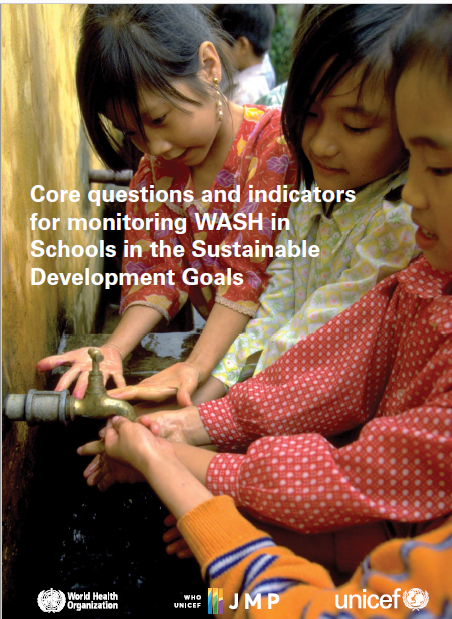 Core questions and indicators
for monitoring WASH in
Schools in the Sustainable
Development Goals
World Health
Organization
WHO
UNICEF
JMP
unicef